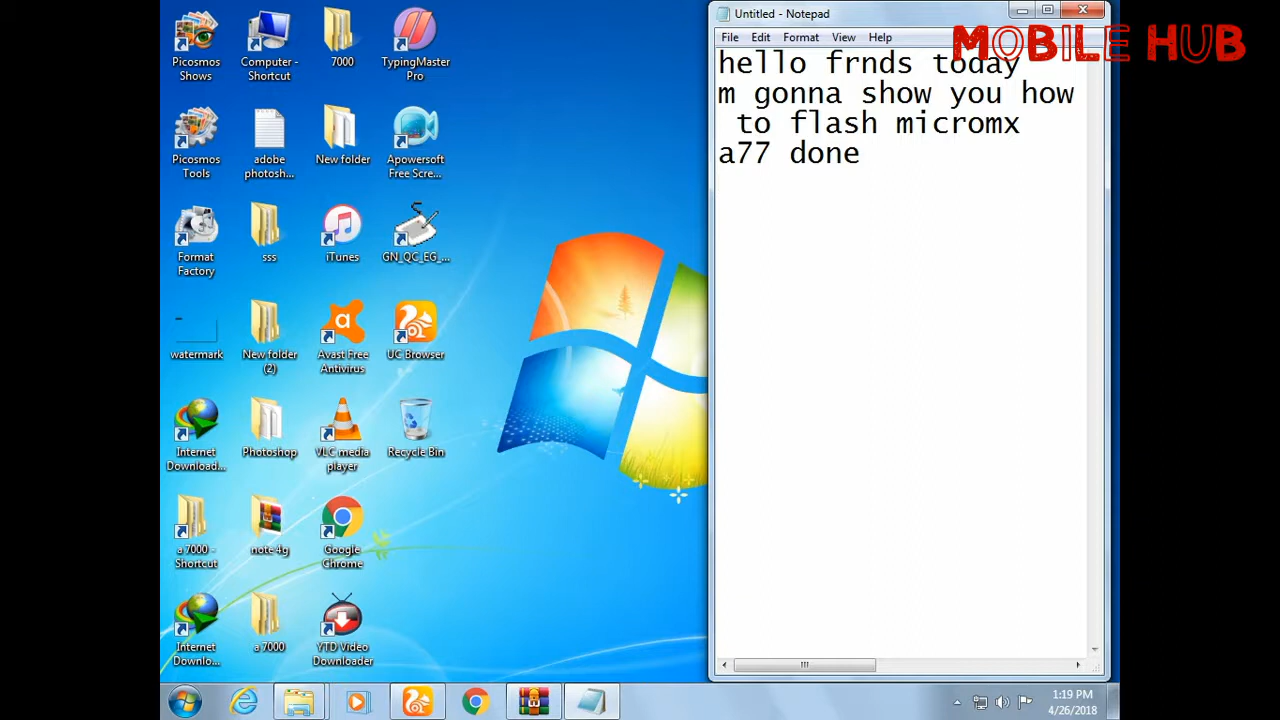 Picosmos
Shows
Computer -
Shortcut
7000
TypingMaster
Pro
Picosmos
Tools
adobe
photosh...
New folder
Apowersoft
Free Scre...
Format
Factory
sss
iTunes
GN_QC_EG_...
watermark
New folder
(2)
Avast Free
Antivirus
UC Browser
Internet
Download...
Photoshop
VLC media
player
Recycle Bin
a 7000 -
Shortcut
note 4g
Google
Chrome
Internet
Downlo...
a 7000
YTD Video
Downloader
Untitled - Notepad
File Edit Format View Help
MOBILE HUB
hello frnds today
m gonna show you how
to flash micromx
a77 done
1:19 PM
4/26/2018